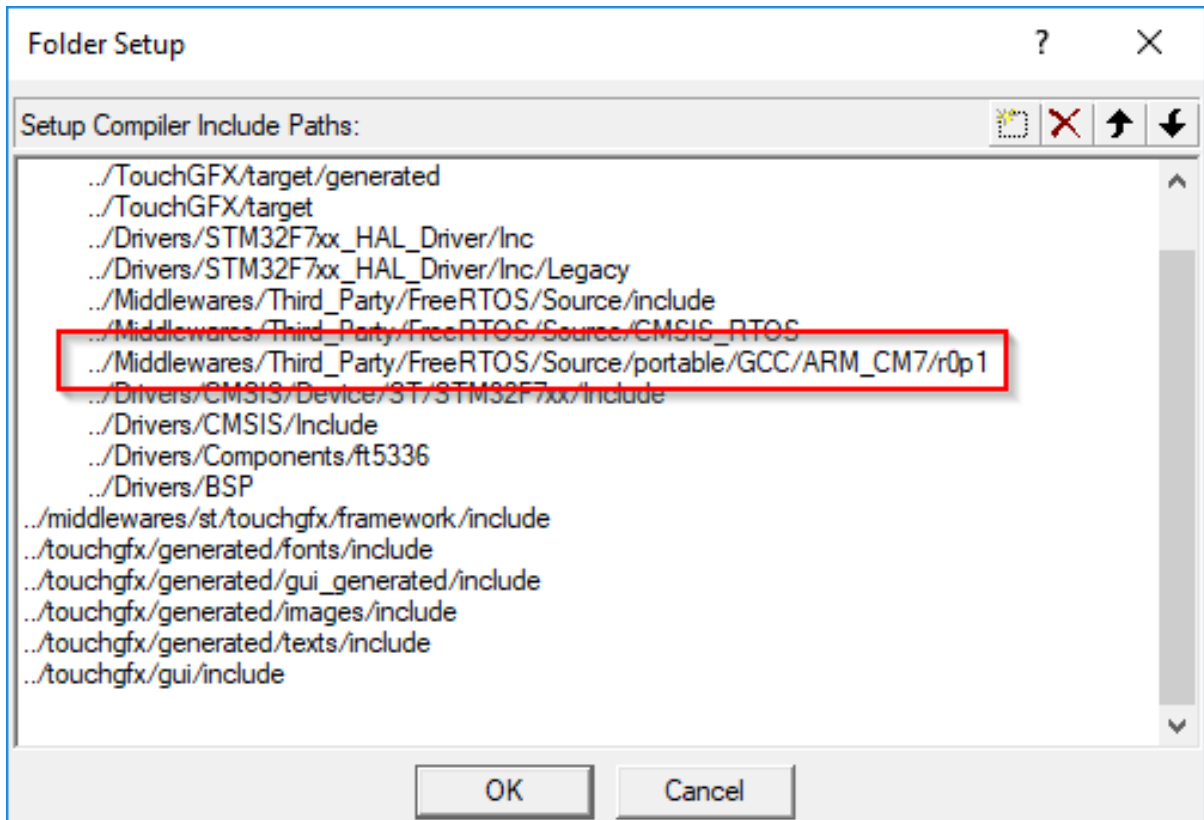 Folder Setup
?
Setup Compiler Include Paths:
../TouchGFX/target/generated
../TouchGFX/target
../Drivers/STM32F7xx_HAL_Driver/Inc
../Drivers/STM32F7xx_HAL_Driver/Inc/Legacy
../Middlewares/Third_Party/FreeRTOS/Source/include
../Middlewares/Third_Party/FreeRTOS/Source/CMSIS_RTOS
../Middlewares/Third_Party/FreeRTOS/Source/portable/GCC/ARM_CM7/r0p1
../Drivers/CMSIS/Device/ST/STM32F7xx/Include
../Drivers/CMSIS/Include
../Drivers/Components/ft5336
../Drivers/BSP
../middlewares/st/touchgfx/framework/include
../touchgfx/generated/fonts/include
../touchgfx/generated/gui_generated/include
../touchgfx/generated/images/include
../touchgfx/generated/texts/include
../touchgfx/gui/include
OK
Cancel